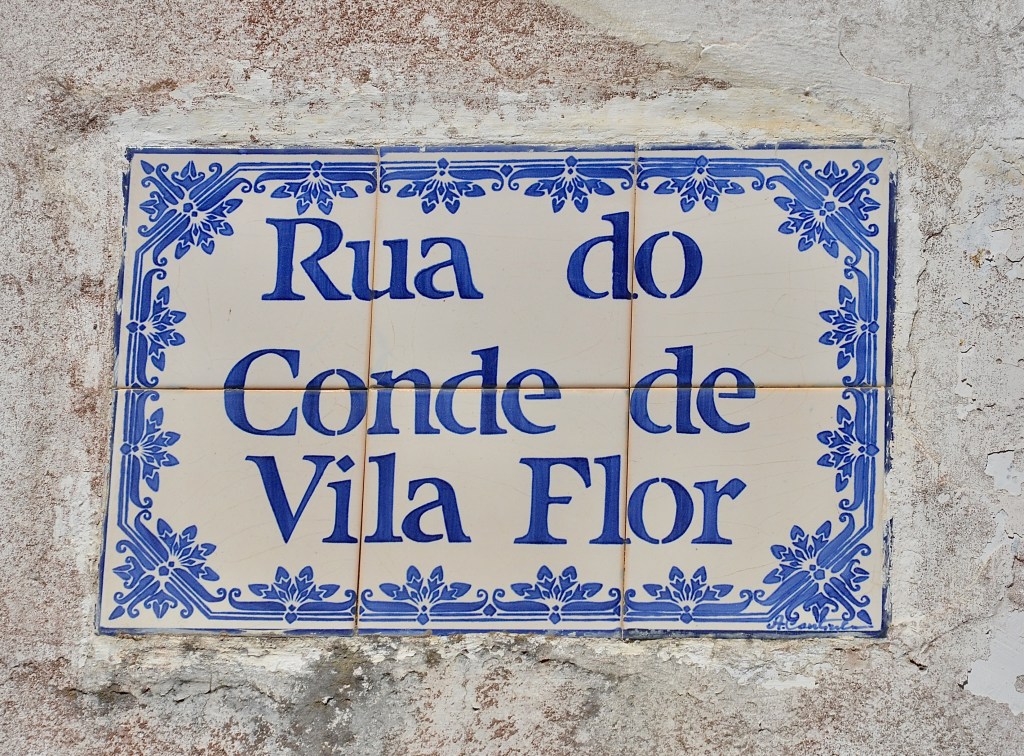 Rua do
Conde de
Vila Flor